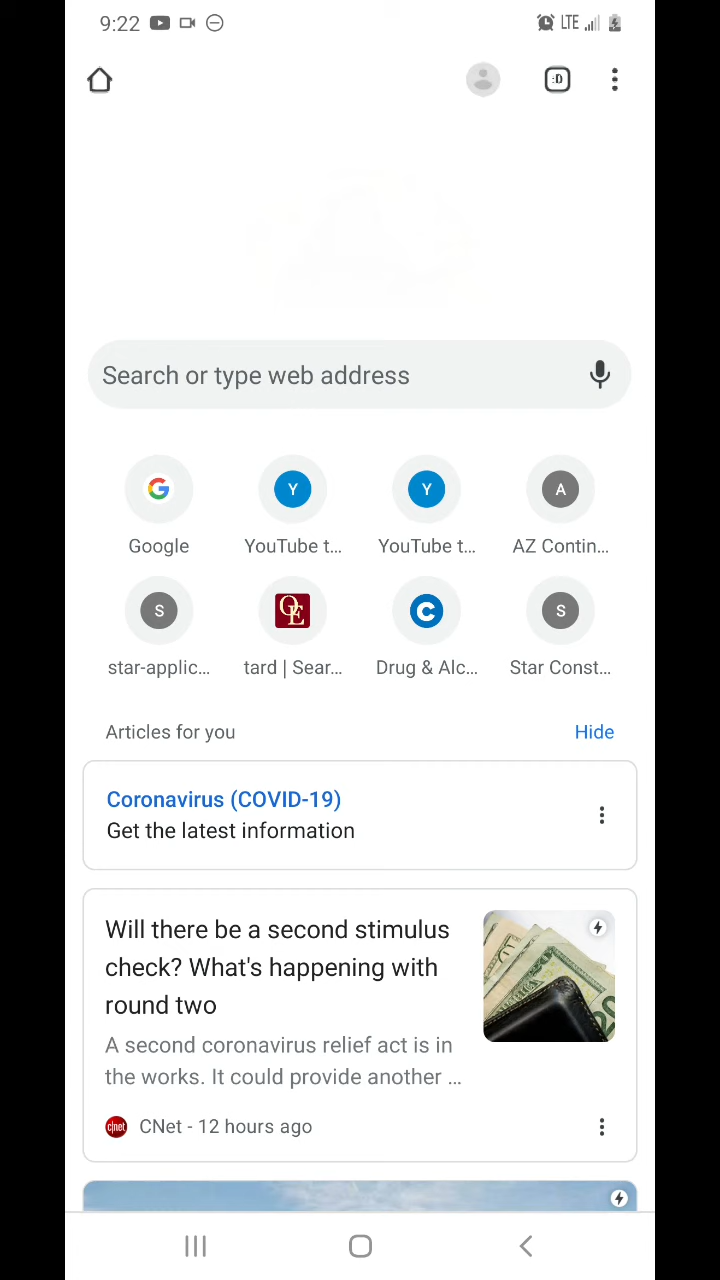 9:22 LTE
:D
Search or type web address
G Y Y A
Google YouTube t... YouTube t... AZ Contin...
S OE C S
star-applic... tard | Sear... Drug & Alc... Star Const...
Articles for you Hide
Coronavirus (COVID-19)
Get the latest information
Will there be a second stimulus
check? What's happening with
round two
A second coronavirus relief act is in
the works. It could provide another ...
c|net CNet - 12 hours ago